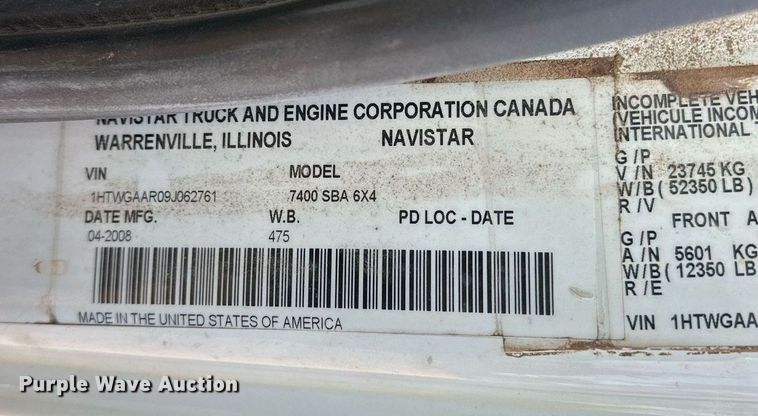 NAVISTAR TRUCK AND ENGINE CORPORATION CANADA
WARRENVILLE, ILLINOIS NAVISTAR
VIN MODEL
1HTWGAAR09J062761 7400 SBA 6X4
DATE MFG. W.B. PD LOC - DATE
04-2008 475
MADE IN THE UNITED STATES OF AMERICA
INCOMPLETE VEH
(VEHICULE INCOM
INTERNATIONAL
G / P
V / N 23745 KG
W/B ( 52350 LB )
R / V
FRONT A
G / P
A / N 5601 KG
W/B ( 12350 LB
R / E
VIN 1HTWGAA
Purple Wave Auction